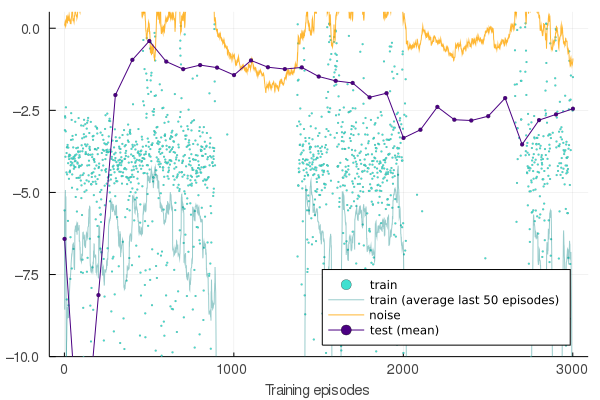 0.0
−2.5
−5.0
−7.5
−10.0
train
train (average last 50 episodes)
noise
test (mean)
0
1000
2000
3000
Training episodes